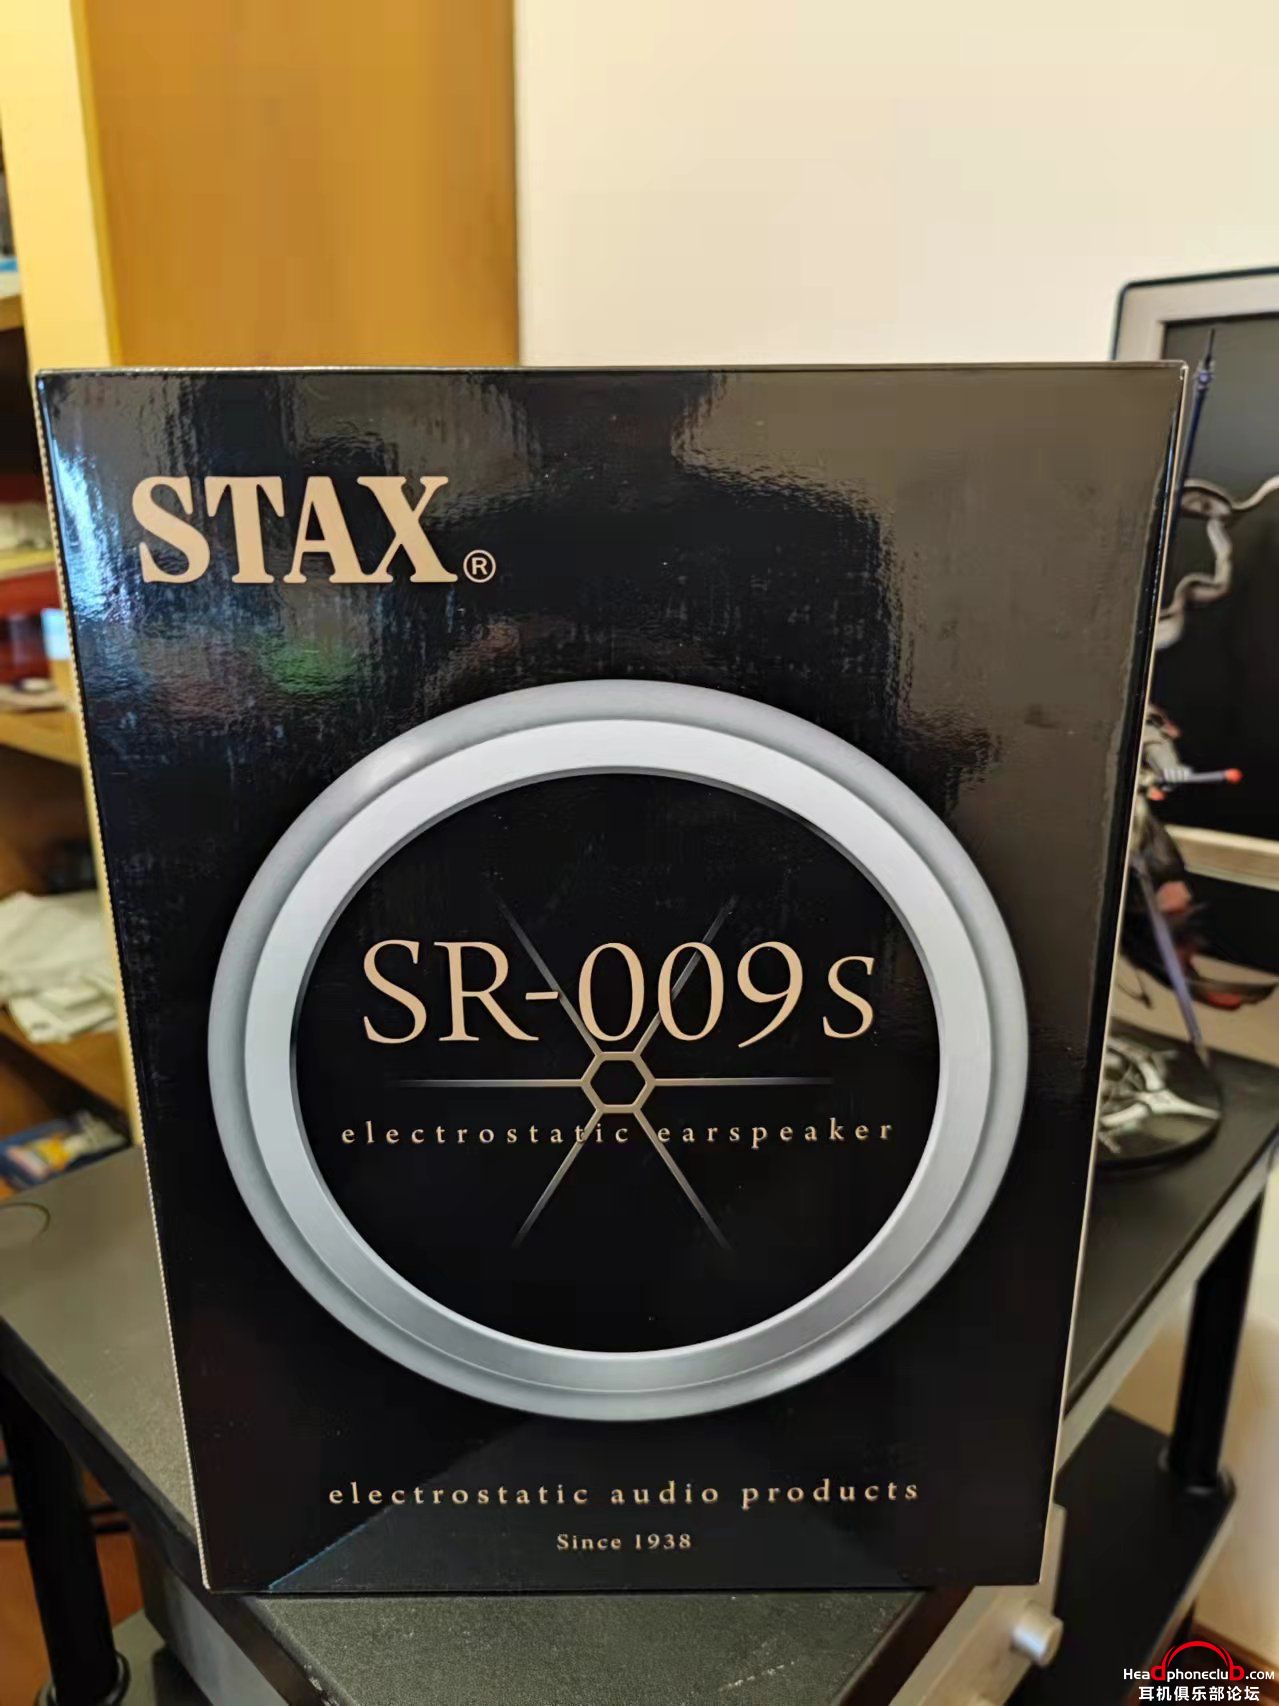 STAX®
SR-009S
electrostatic earspeaker
electrostatic audio products
Since 1938
Headphoneclub.com
耳机俱乐部论坛